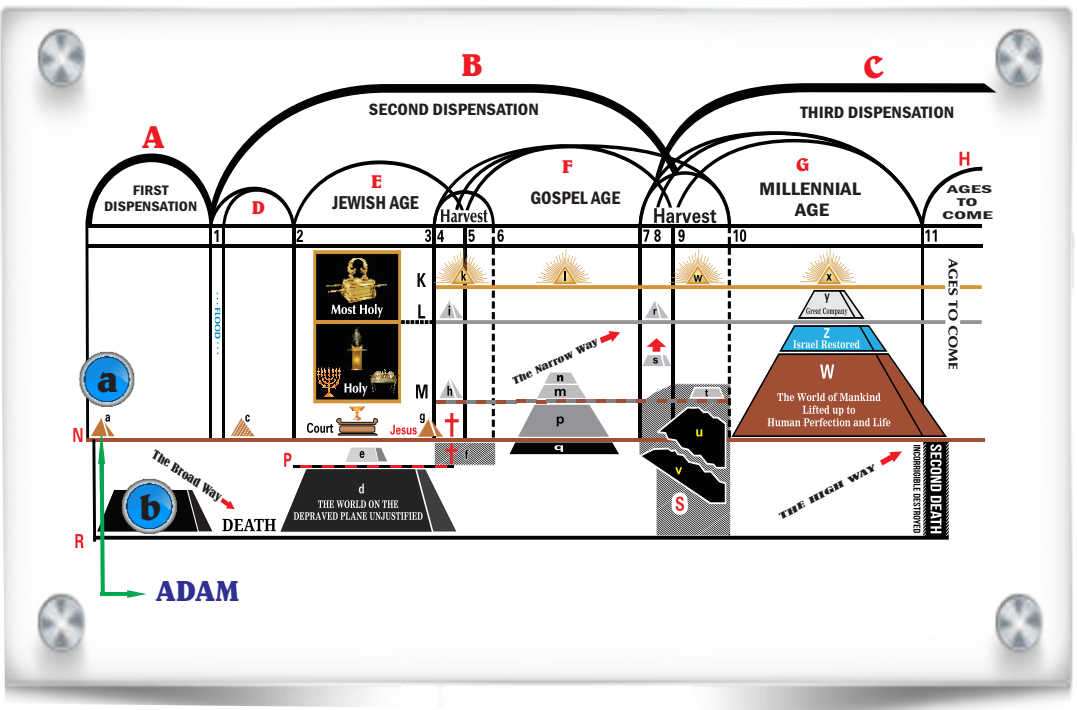 B
C
SECOND DISPENSATION
THIRD DISPENSATION
A
FIRST
DISPENSATION
D
E
JEWISH AGE
Harvest
F
GOSPEL AGE
Harvest
G
MILLENNIAL
AGE
H
AGES
TO
COME
1 2 3 4 5 6 7 8 9 10 11
FLOOD
Most Holy
Holy
K
L
M
k
l
w
x
i
r
y
Great Company
Z
Israel Restored
AGES TO COME
The Narrow Way
s
a
n
m
h
t
W
The World of Mankind
Lifted up to
Human Perfection and Life
a
c
Court
Jesus
g
p
u
N
q
f
e
P
v
The Broad Way
d
THE WORLD ON THE
DEPRAVED PLANE UNJUSTIFIED
b
DEATH
S
THE HIGH WAY
INCORRIGIBLE DESTROYED
SECOND DEATH
R
ADAM